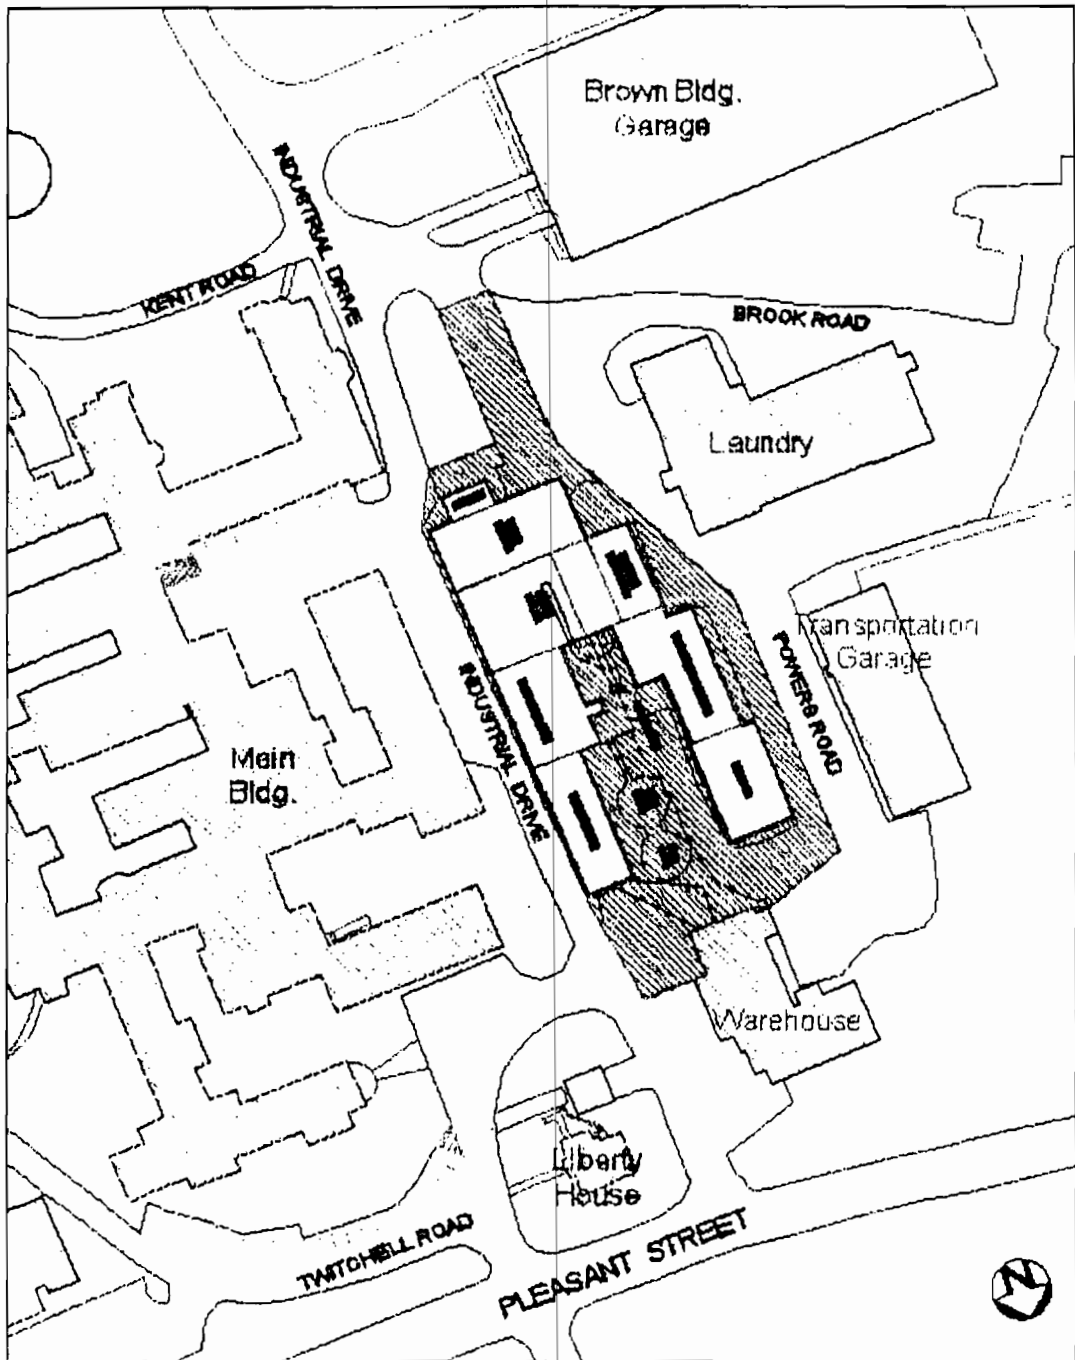 Brown Bldg.
Garage
INDUSTRIAL DRIVE
KENT ROAD
BROOK ROAD
Laundry
Transportation
Garage
POWERS ROAD
INDUSTRIAL DRIVE
Main
Bldg.
Warehouse
Liberty
House
TWITCHELL ROAD
PLEASANT STREET
N